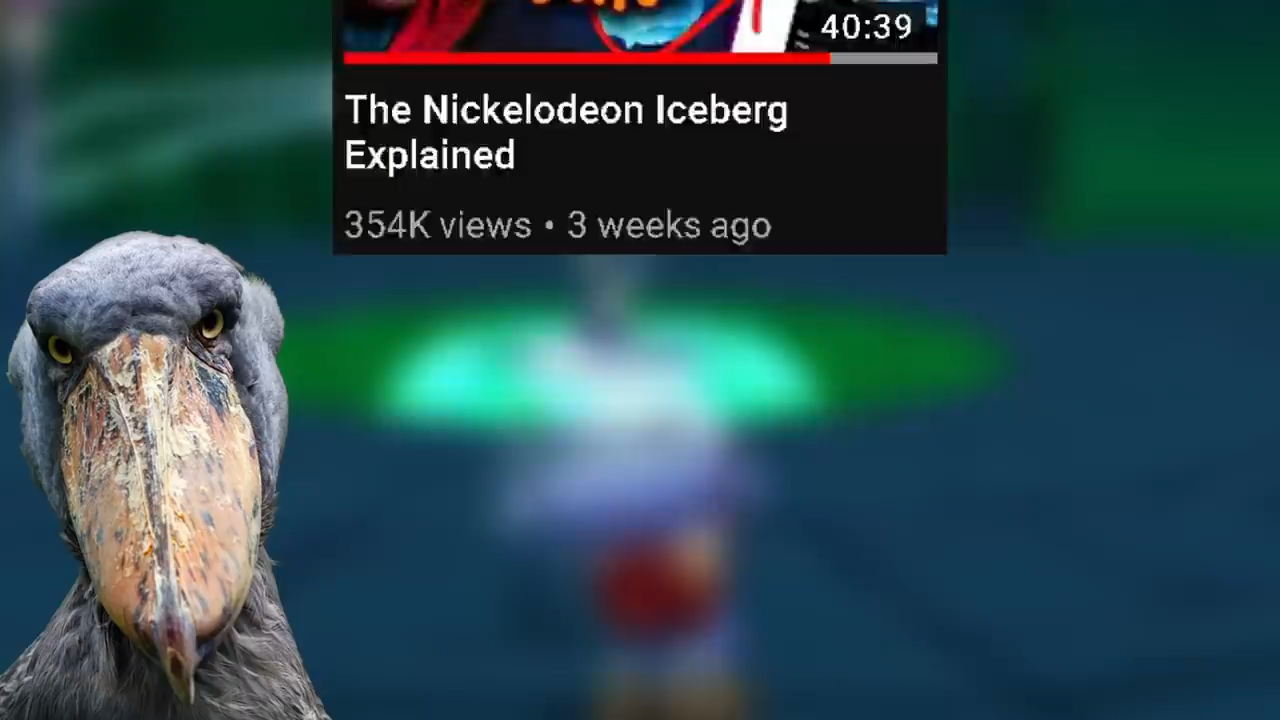 40:39
The Nickelodeon Iceberg
Explained
354K views • 3 weeks ago